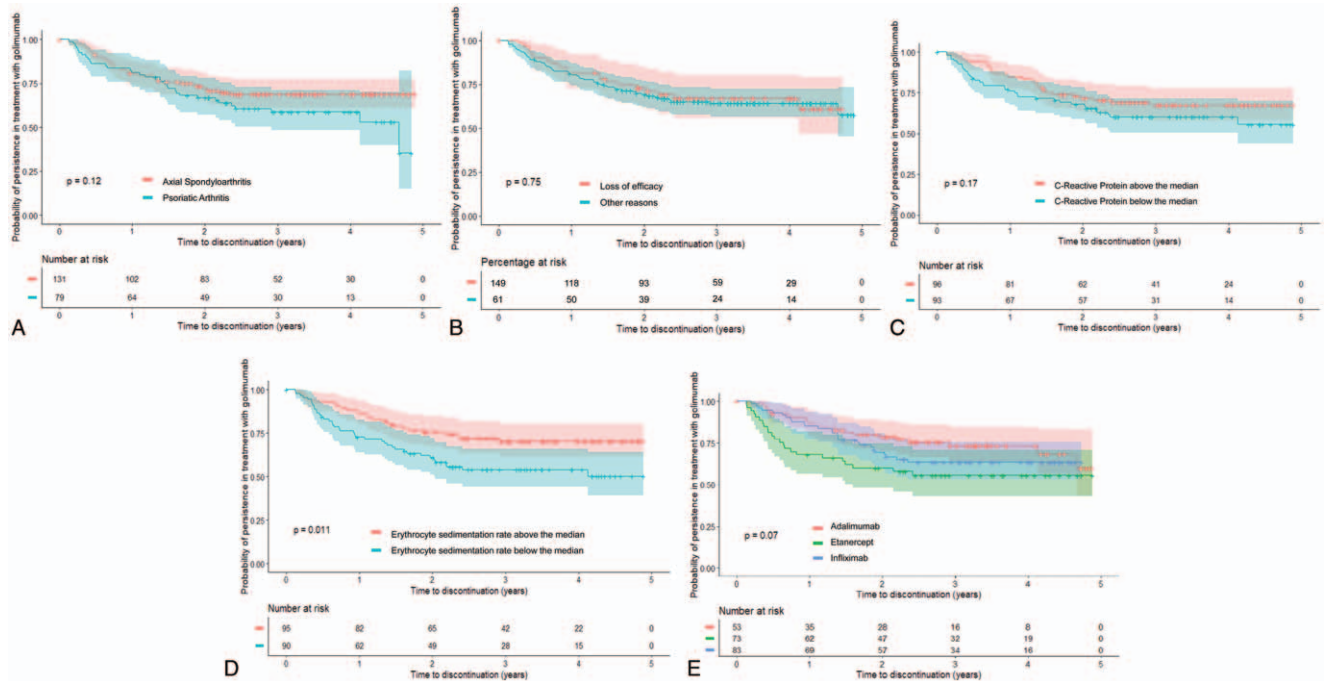 Probability of persistence in treatment with golimumab
1.00
0.75
0.50
0.25
0.00
p = 0.12
Axial Spondyloarthritis
Psoriatic Arthritis
0 1 2 3 4 5
Time to discontinuation (years)
Number at risk
131 102 83 52 30 0
79 64 49 30 13 0
0 1 2 3 4 5
Time to discontinuation (years)
A
Probability of persistence in treatment with golimumab
1.00
0.75
0.50
0.25
0.00
p = 0.75
Loss of efficacy
Other reasons
0 1 2 3 4 5
Time to discontinuation (years)
Percentage at risk
149 118 93 59 29 0
61 50 39 24 14 0
0 1 2 3 4 5
Time to discontinuation (years)
B
Probability of persistence in treatment with golimumab
1.00
0.75
0.50
0.25
0.00
p = 0.17
C-Reactive Protein above the median
C-Reactive Protein below the median
0 1 2 3 4 5
Time to discontinuation (years)
Number at risk
96 81 62 41 24 0
93 67 57 31 14 0
0 1 2 3 4 5
Time to discontinuation (years)
C
Probability of persistence in treatment with golimumab
1.00
0.75
0.50
0.25
0.00
p = 0.011
Erythrocyte sedimentation rate above the median
Erythrocyte sedimentation rate below the median
0 1 2 3 4 5
Time to discontinuation (years)
Number at risk
95 82 65 42 22 0
90 62 49 28 15 0
0 1 2 3 4 5
Time to discontinuation (years)
D
Probability of persistence in treatment with golimumab
1.00
0.75
0.50
0.25
0.00
p = 0.07
Adalimumab
Etanercept
Infliximab
0 1 2 3 4 5
Time to discontinuation (years)
Number at risk
53 35 28 16 8 0
73 62 47 32 19 0
83 69 57 34 16 0
0 1 2 3 4 5
Time to discontinuation (years)
E